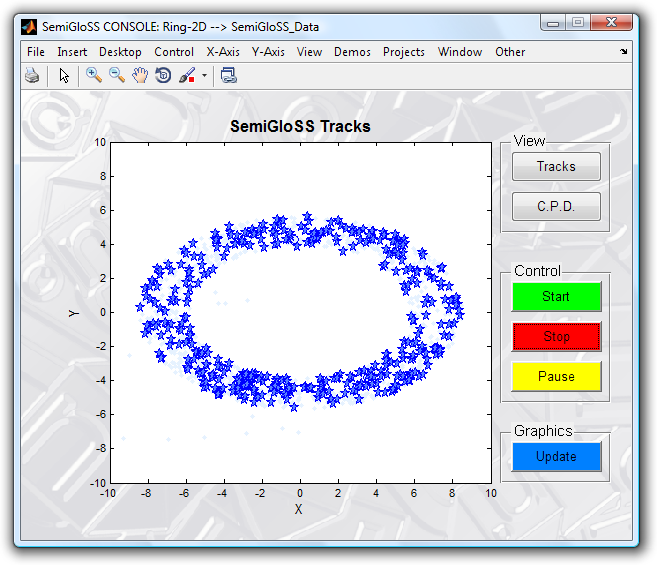 SemiGloSS CONSOLE: Ring-2D --> SemiGloSS_Data
File Insert Desktop Control X-Axis Y-Axis View Demos Projects Window Other
SemiGloSS Tracks
View
Tracks
C.P.D.
Control
Start
Stop
Pause
Graphics
Update
10
8
6
4
2
0
-2
-4
-6
-8
-10
Y
-10 -8 -6 -4 -2 0 2 4 6 8 10
X